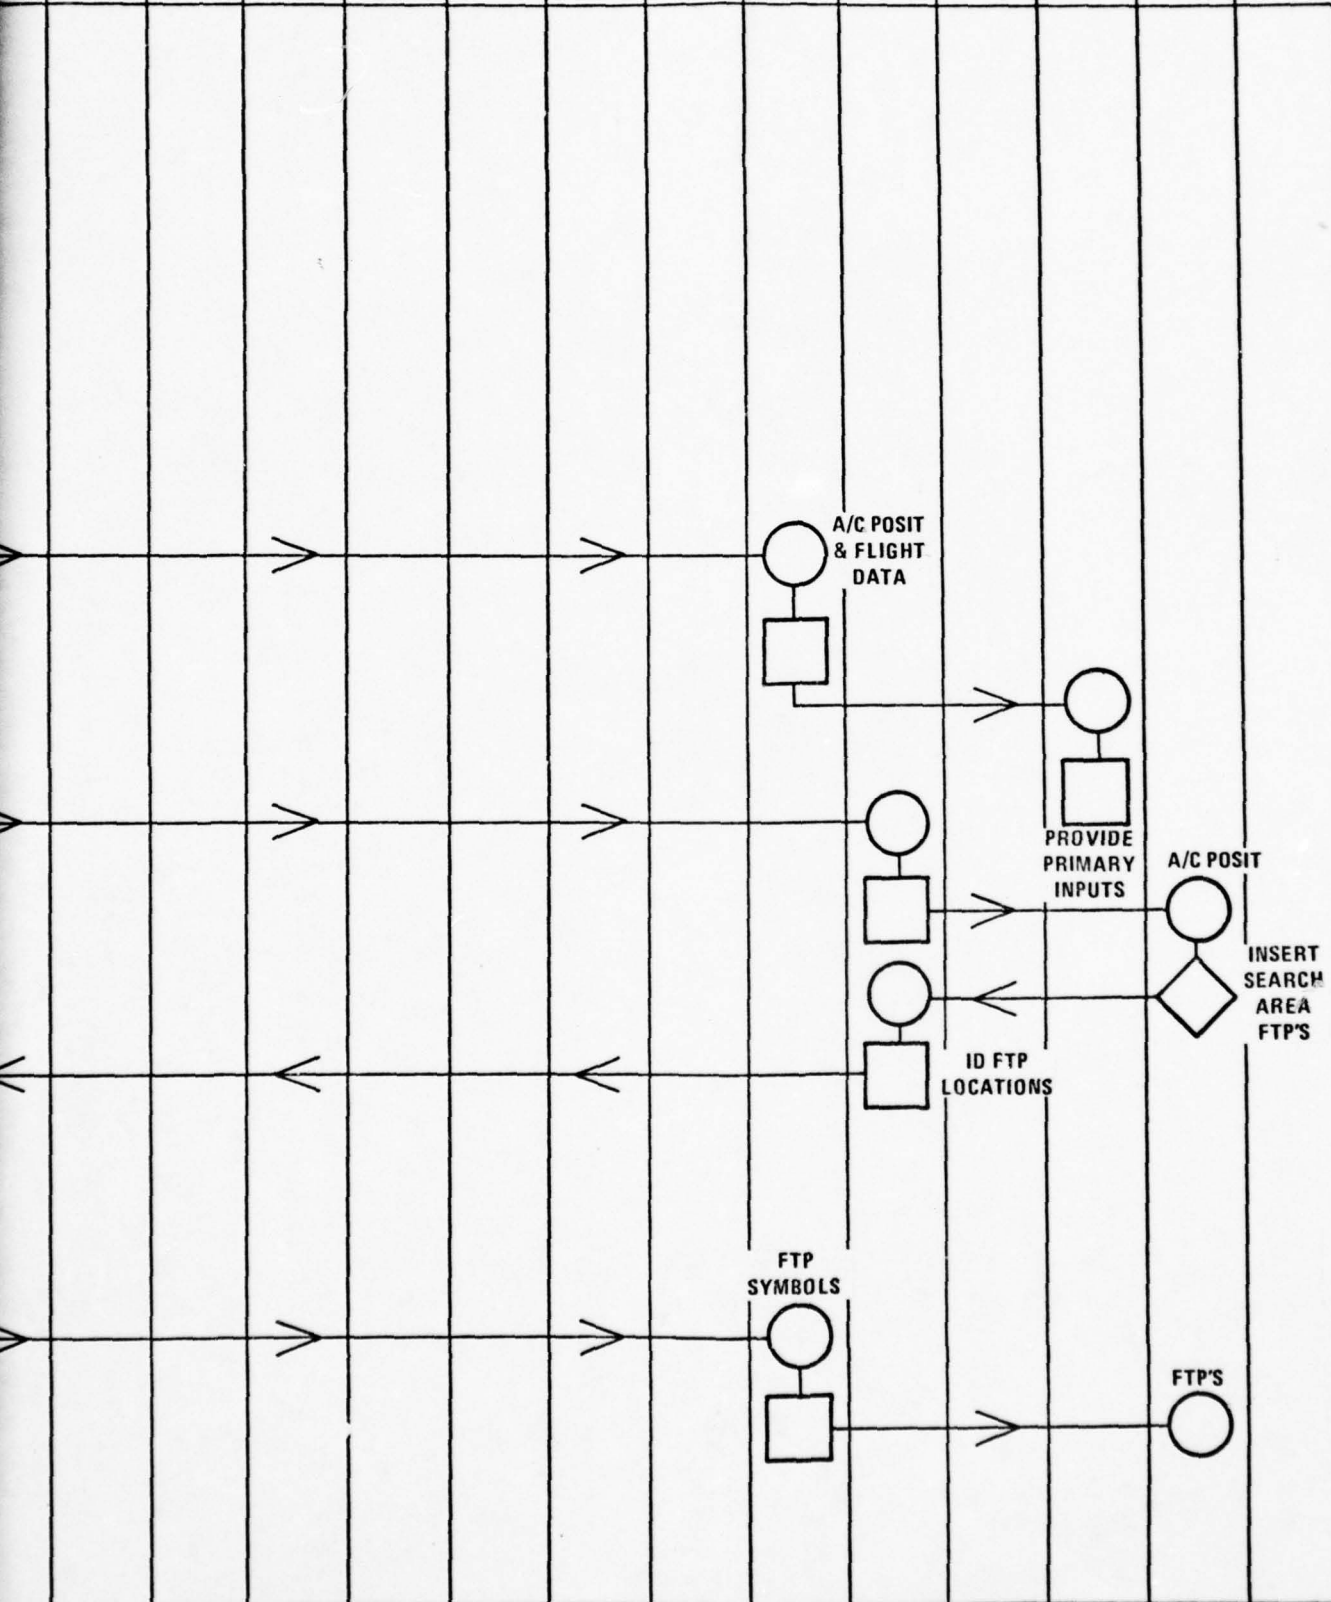 A/C POSIT
& FLIGHT
DATA
PROVIDE
PRIMARY
INPUTS
A/C POSIT
INSERT
SEARCH
AREA
FTP'S
ID FTP
LOCATIONS
FTP
SYMBOLS
FTP'S